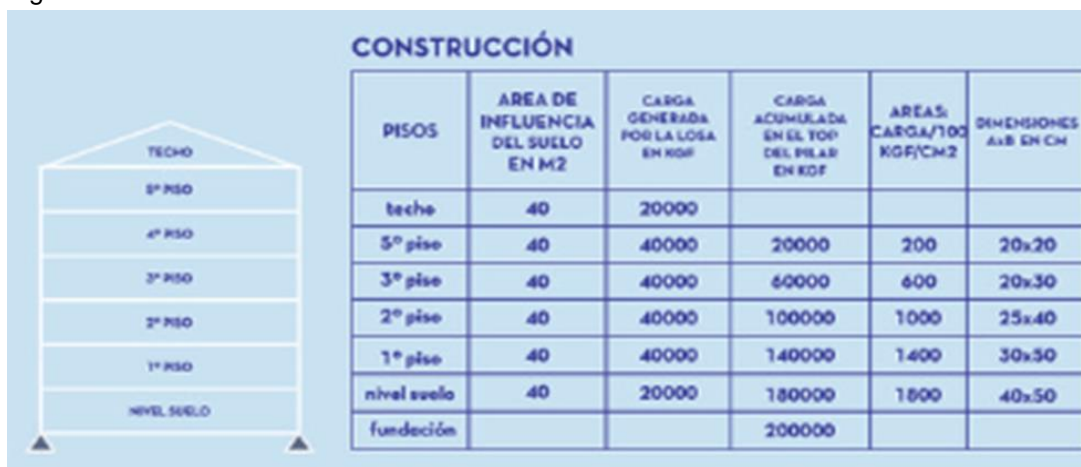 CONSTRUCCIÓN
TECHO
5º PISO
4º PISO
3º PISO
2º PISO
1º PISO
NIVEL SUELO
PISOS
AREA DE
INFLUENCIA
DEL SUELO
EN M2
CARGA
GENERADA
POR LA LOSA
EN KGF
CARGA
ACUMULADA
EN EL TOP
DEL PILAR
EN KGF
AREAS:
CARGA/100
KGF/CM2
DIMENSIONES
AxB EN CM
techo 40 20000
5º piso 40 40000 20000 200 20x20
3º piso 40 40000 60000 600 20x30
2º piso 40 40000 100000 1000 25x40
1º piso 40 40000 140000 1400 30x50
nivel suelo 40 20000 180000 1800 40x50
fundación 200000